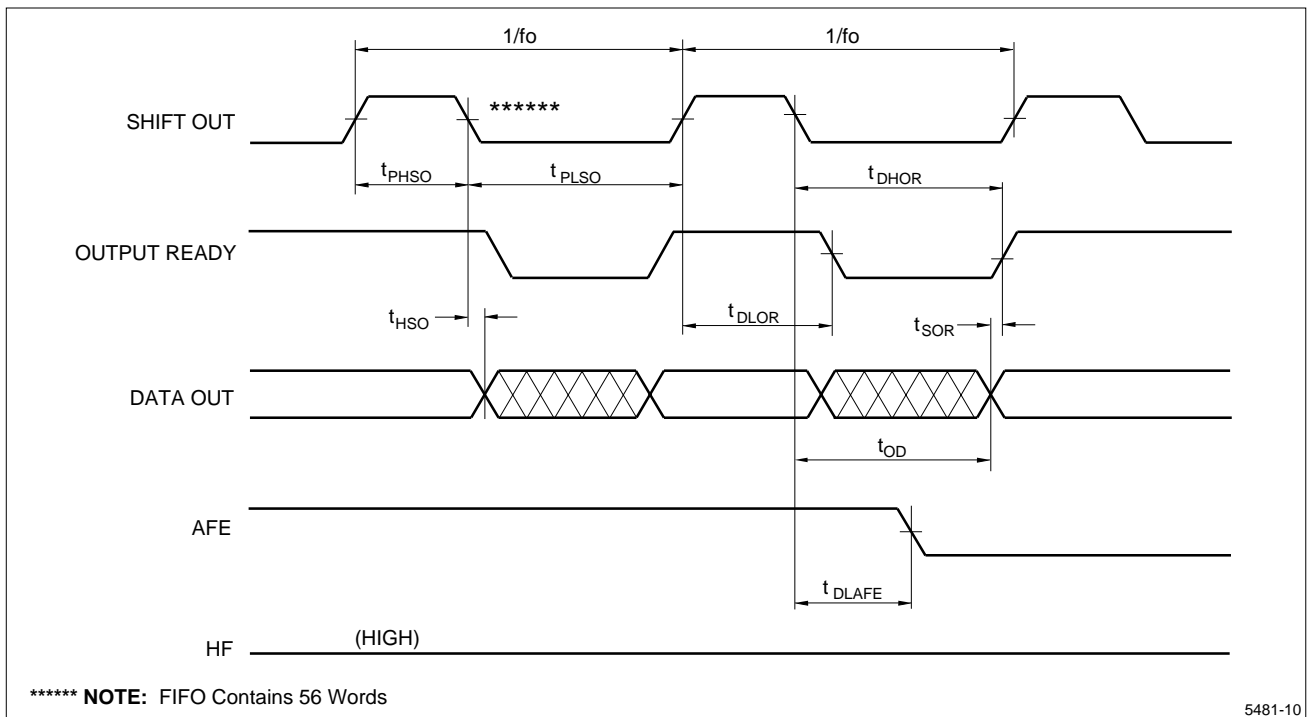 1/fo 1/fo
SHIFT OUT ******
tPHSO tPLSO tDHOR
OUTPUT READY
tHSO tDLOR tSOR
DATA OUT
tOD
AFE
t DLAFE
HF (HIGH)
****** NOTE: FIFO Contains 56 Words
5481-10